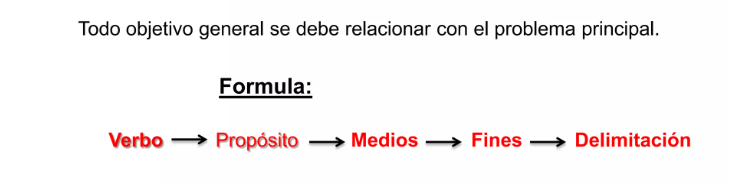 Todo objetivo general se debe relacionar con el problema principal.
Formula:
Verbo → Propósito → Medios → Fines → Delimitación